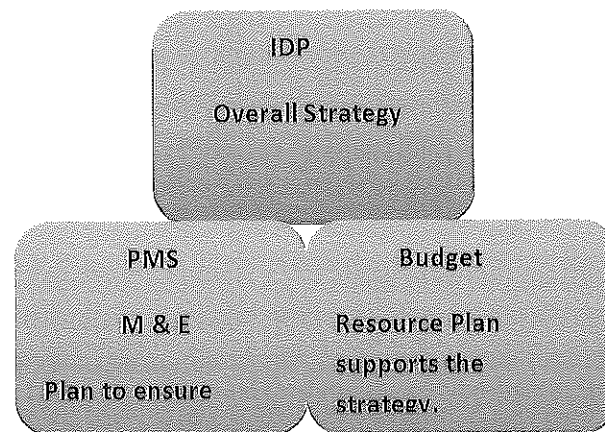 IDP
Overall Strategy
PMS
M & E
Plan to ensure
Budget
Resource Plan
supports the
strategy.